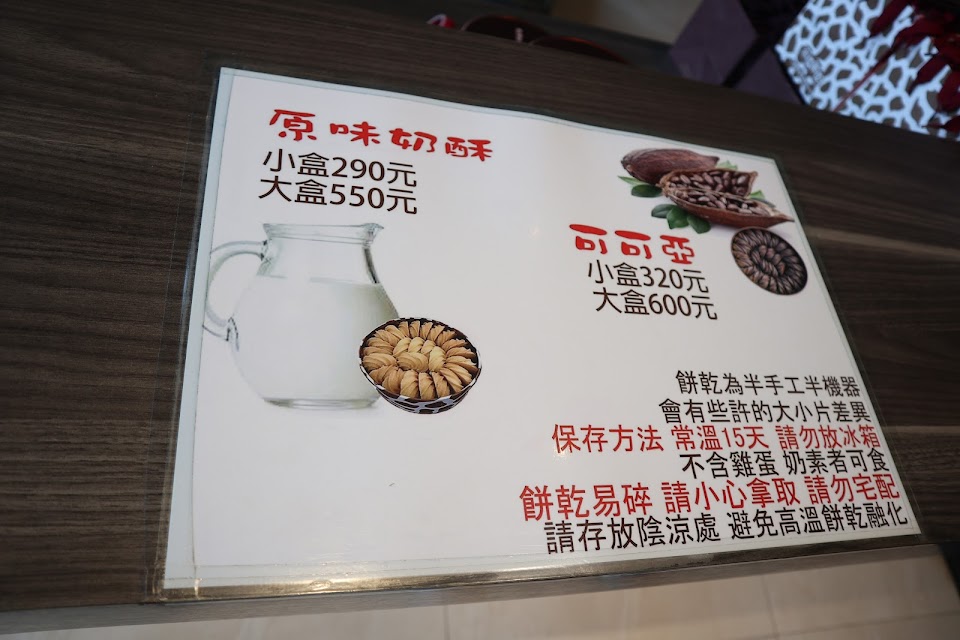 原味奶酥
小盒290元
大盒550元
可可亞
小盒320元
大盒600元
餅乾為半手工半機器
會有些許的大小片差異
保存方法 常溫15天 請勿放冰箱
不含雞蛋 奶素者可食
餅乾易碎 請小心拿取 請勿宅配
請存放陰涼處 避免高溫餅乾融化